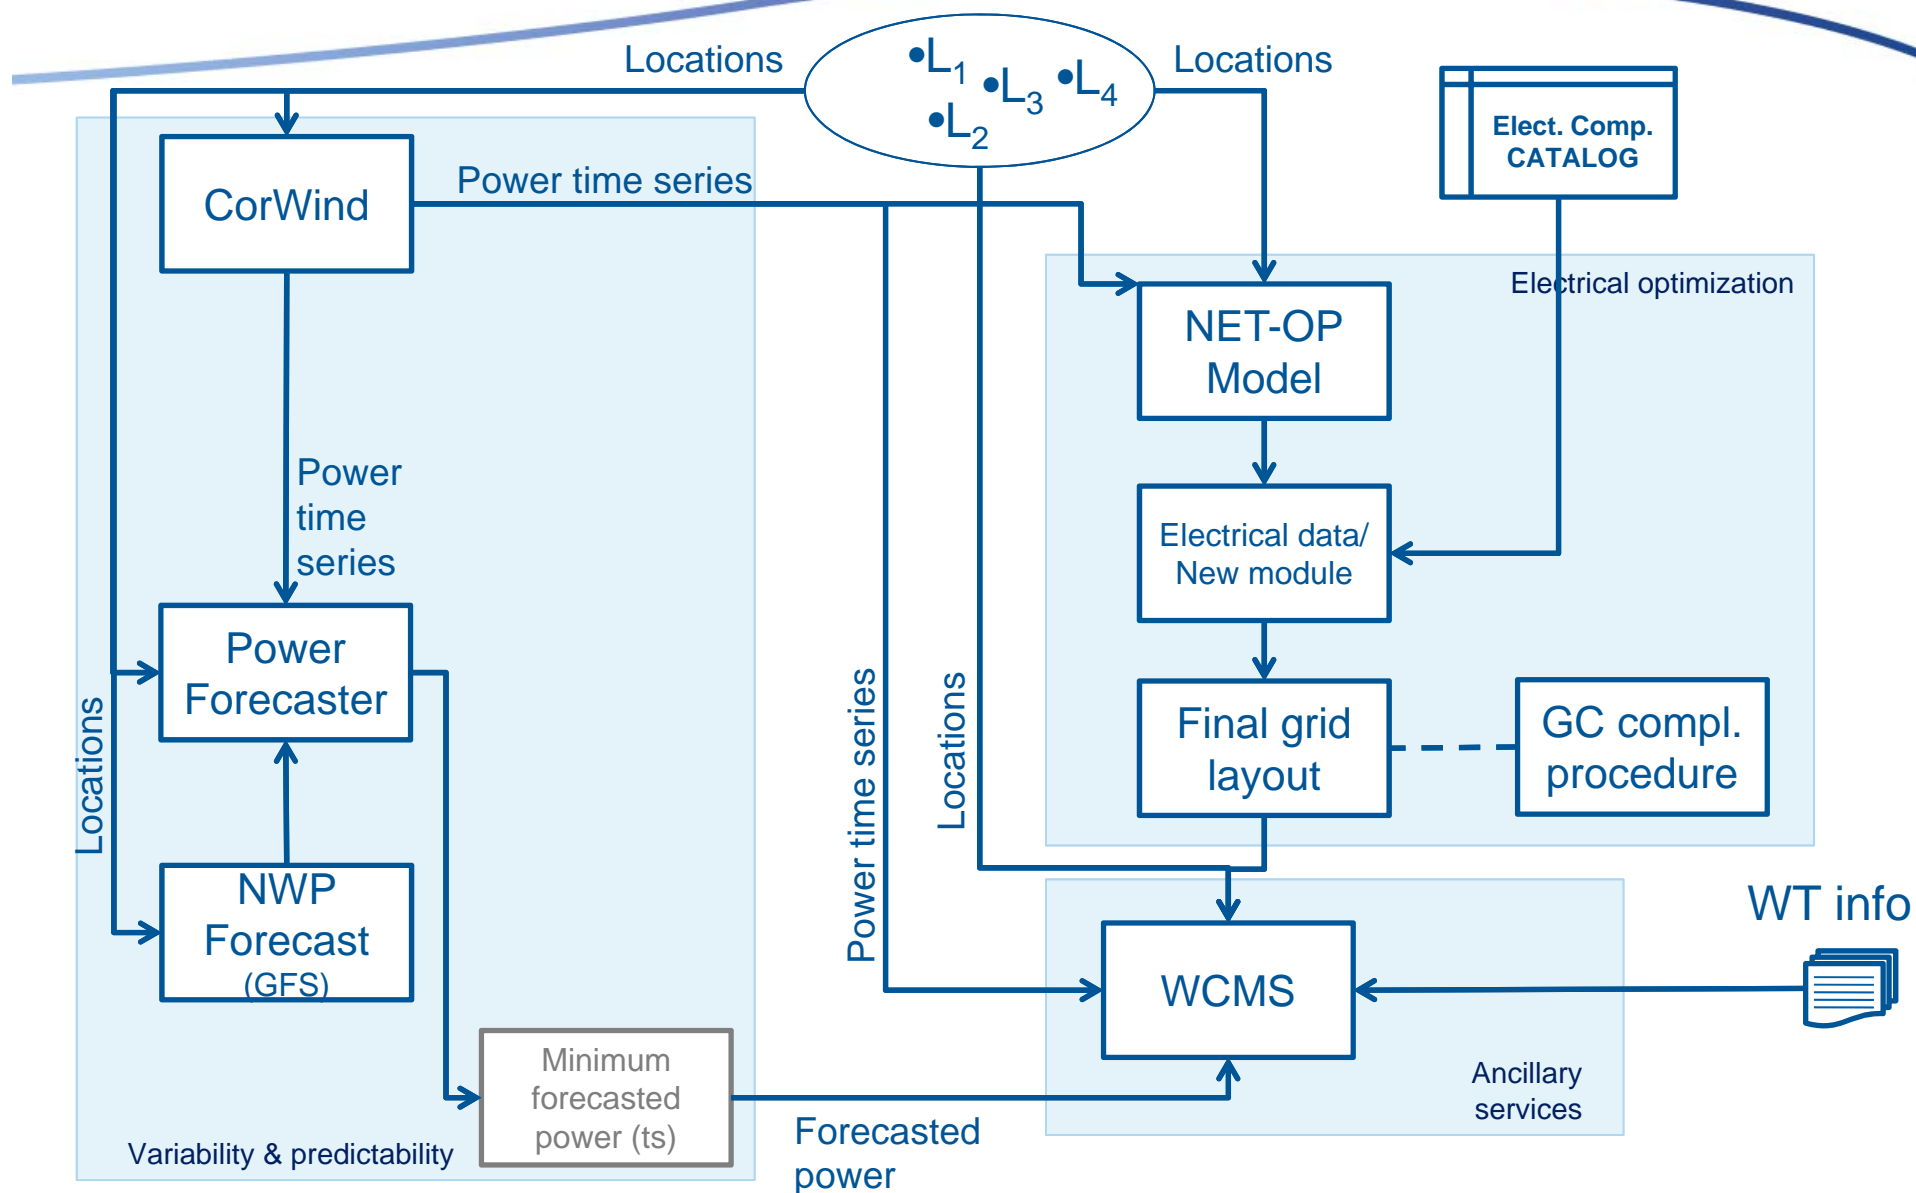 Locations
•L1
•L3
•L4
•L2
Locations
Elect. Comp.
CATALOG
CorWind
Power time series
Electrical optimization
NET-OP
Model
Power
time
series
Electrical data/
New module
Power
Forecaster
Locations
Power time series
Locations
Final grid
layout
GC compl.
procedure
NWP
Forecast
(GFS)
WT info
WCMS
Minimum
forecasted
power (ts)
Ancillary
services
Variability & predictability
Forecasted
power